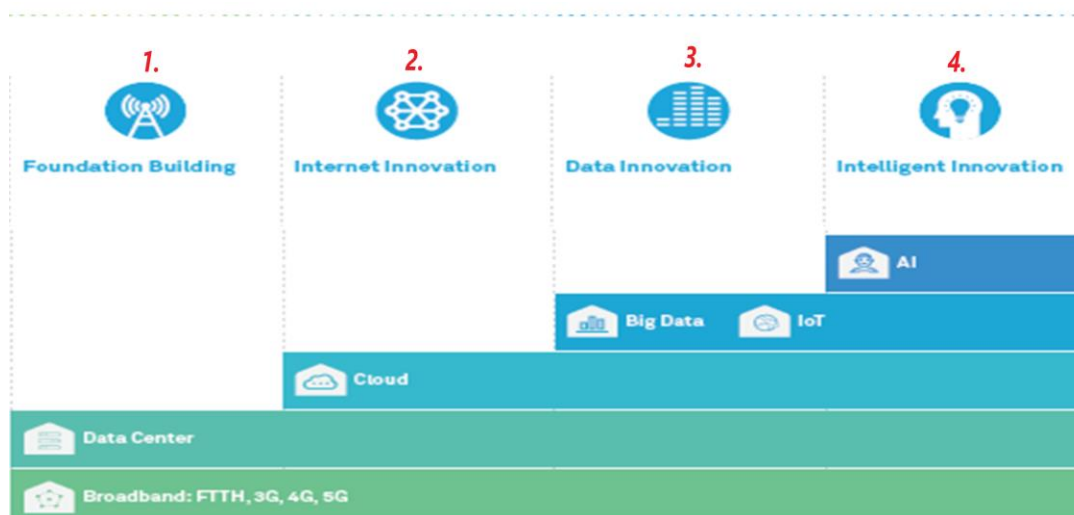 1. 2. 3. 4.
Foundation Building Internet Innovation Data Innovation Intelligent Innovation
AI
Big Data IoT
Cloud
Data Center
Broadband: FTTH, 3G, 4G, 5G